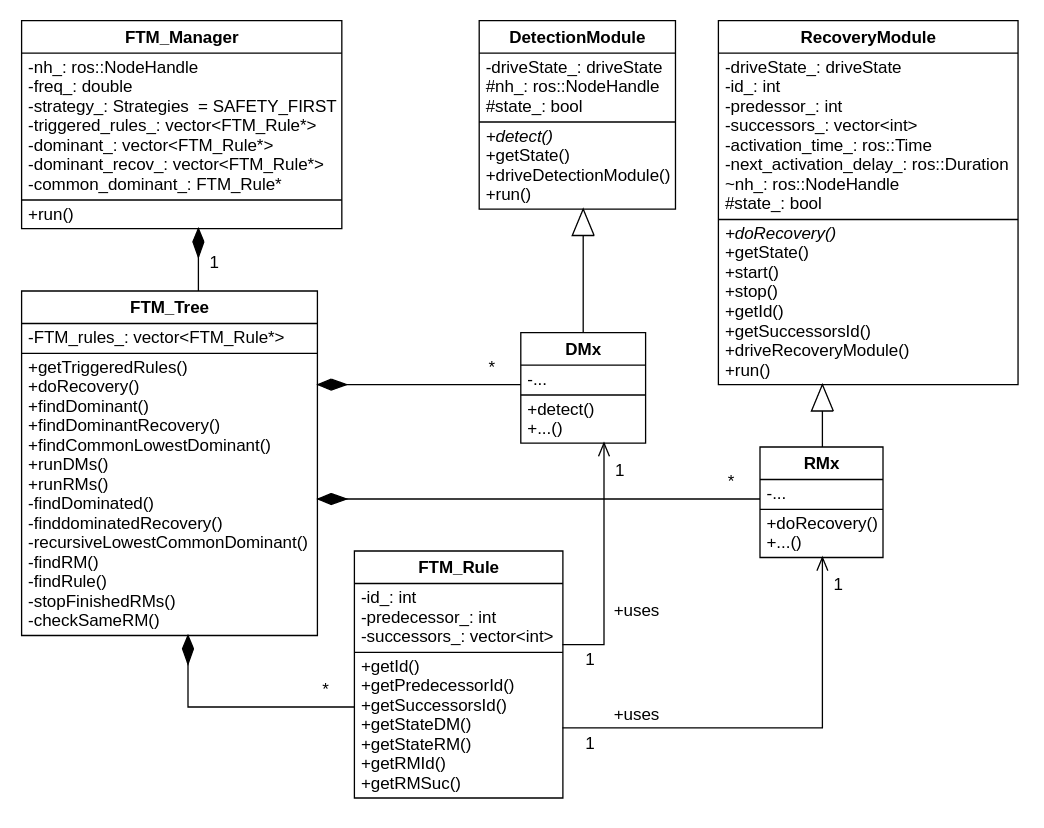 FTM_Manager
-nh_: ros::NodeHandle
-freq_: double
-strategy_: Strategies  = SAFETY_FIRST
-triggered_rules_: vector<FTM_Rule*>
-dominant_: vector<FTM_Rule*>
-dominant_recov_: vector<FTM_Rule*>
-common_dominant_: FTM_Rule*
+run()
1
DetectionModule
-driveState_: driveState
#nh_: ros::NodeHandle
#state_: bool
+detect()
+getState()
+driveDetectionModule()
+run()
RecoveryModule
-driveState_: driveState
-id_: int
-predessor_: int
-successors_: vector<int>
-activation_time_: ros::Time
-next_activation_delay_: ros::Duration
~nh_: ros::NodeHandle
#state_: bool
+doRecovery()
+getState()
+start()
+stop()
+getId()
+getSuccessorsId()
+driveRecoveryModule()
+run()
FTM_Tree
-FTM_rules_: vector<FTM_Rule*>
+getTriggeredRules()
+doRecovery()
+findDominant()
+findDominantRecovery()
+findCommonLowestDominant()
+runDMs()
+runRMs()
-findDominated()
-finddominatedRecovery()
-recursiveLowestCommonDominant()
-findRM()
-findRule()
-stopFinishedRMs()
-checkSameRM()
*
DMx
-...
+detect()
+...()
1
*
RMx
-...
+doRecovery()
+...()
1
FTM_Rule
-id_: int
-predecessor_: int
-successors_: vector<int>
+getId()
+getPredecessorId()
+getSuccessorsId()
+getStateDM()
+getStateRM()
+getRMId()
+getRMSuc()
*
+uses
1
+uses
1